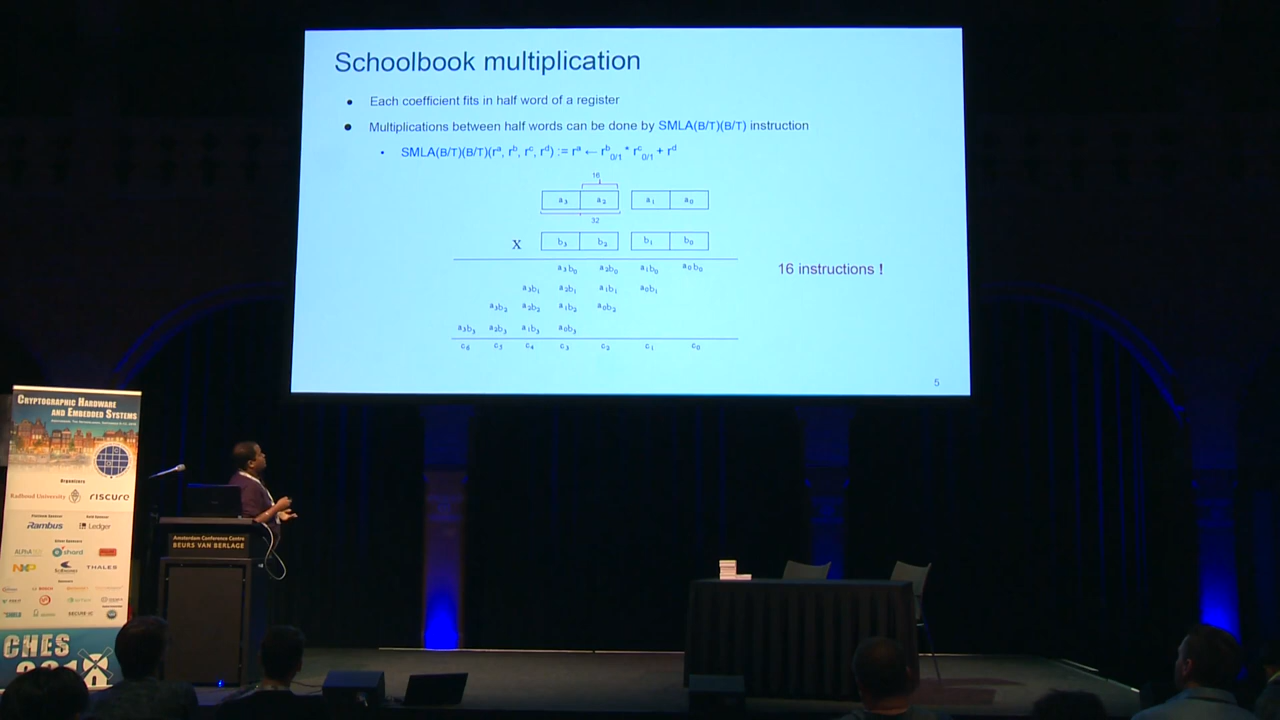 Schoolbook multiplication
● Each coefficient fits in half word of a register
● Multiplications between half words can be done by SMLA(B/T)(B/T) instruction
• SMLA(B/T)(B/T)(rᵃ, rᵇ, rᶜ, rᵈ) := rᵃ ← rᵇ₀/₁ * rᶜ₀/₁ + rᵈ
16
a₃ a₂ a₁ a₀
32
X b₃ b₂ b₁ b₀
a₃b₀ a₂b₀ a₁b₀ a₀b₀
16 instructions !
a₃b₁ a₂b₁ a₁b₁ a₀b₁
a₃b₂ a₂b₂ a₁b₂ a₀b₂
a₃b₃ a₂b₃ a₁b₃ a₀b₃
c₆ c₅ c₄ c₃ c₂ c₁ c₀
5
CRYPTOGRAPHIC HARDWARE
AND EMBEDDED SYSTEMS
Organizers
Radboud University riscure
Rambus Ledger
shard
NXP THALES
BOSCH
CHES
Amsterdam Conference Centre
BEURS VAN BERLAGE